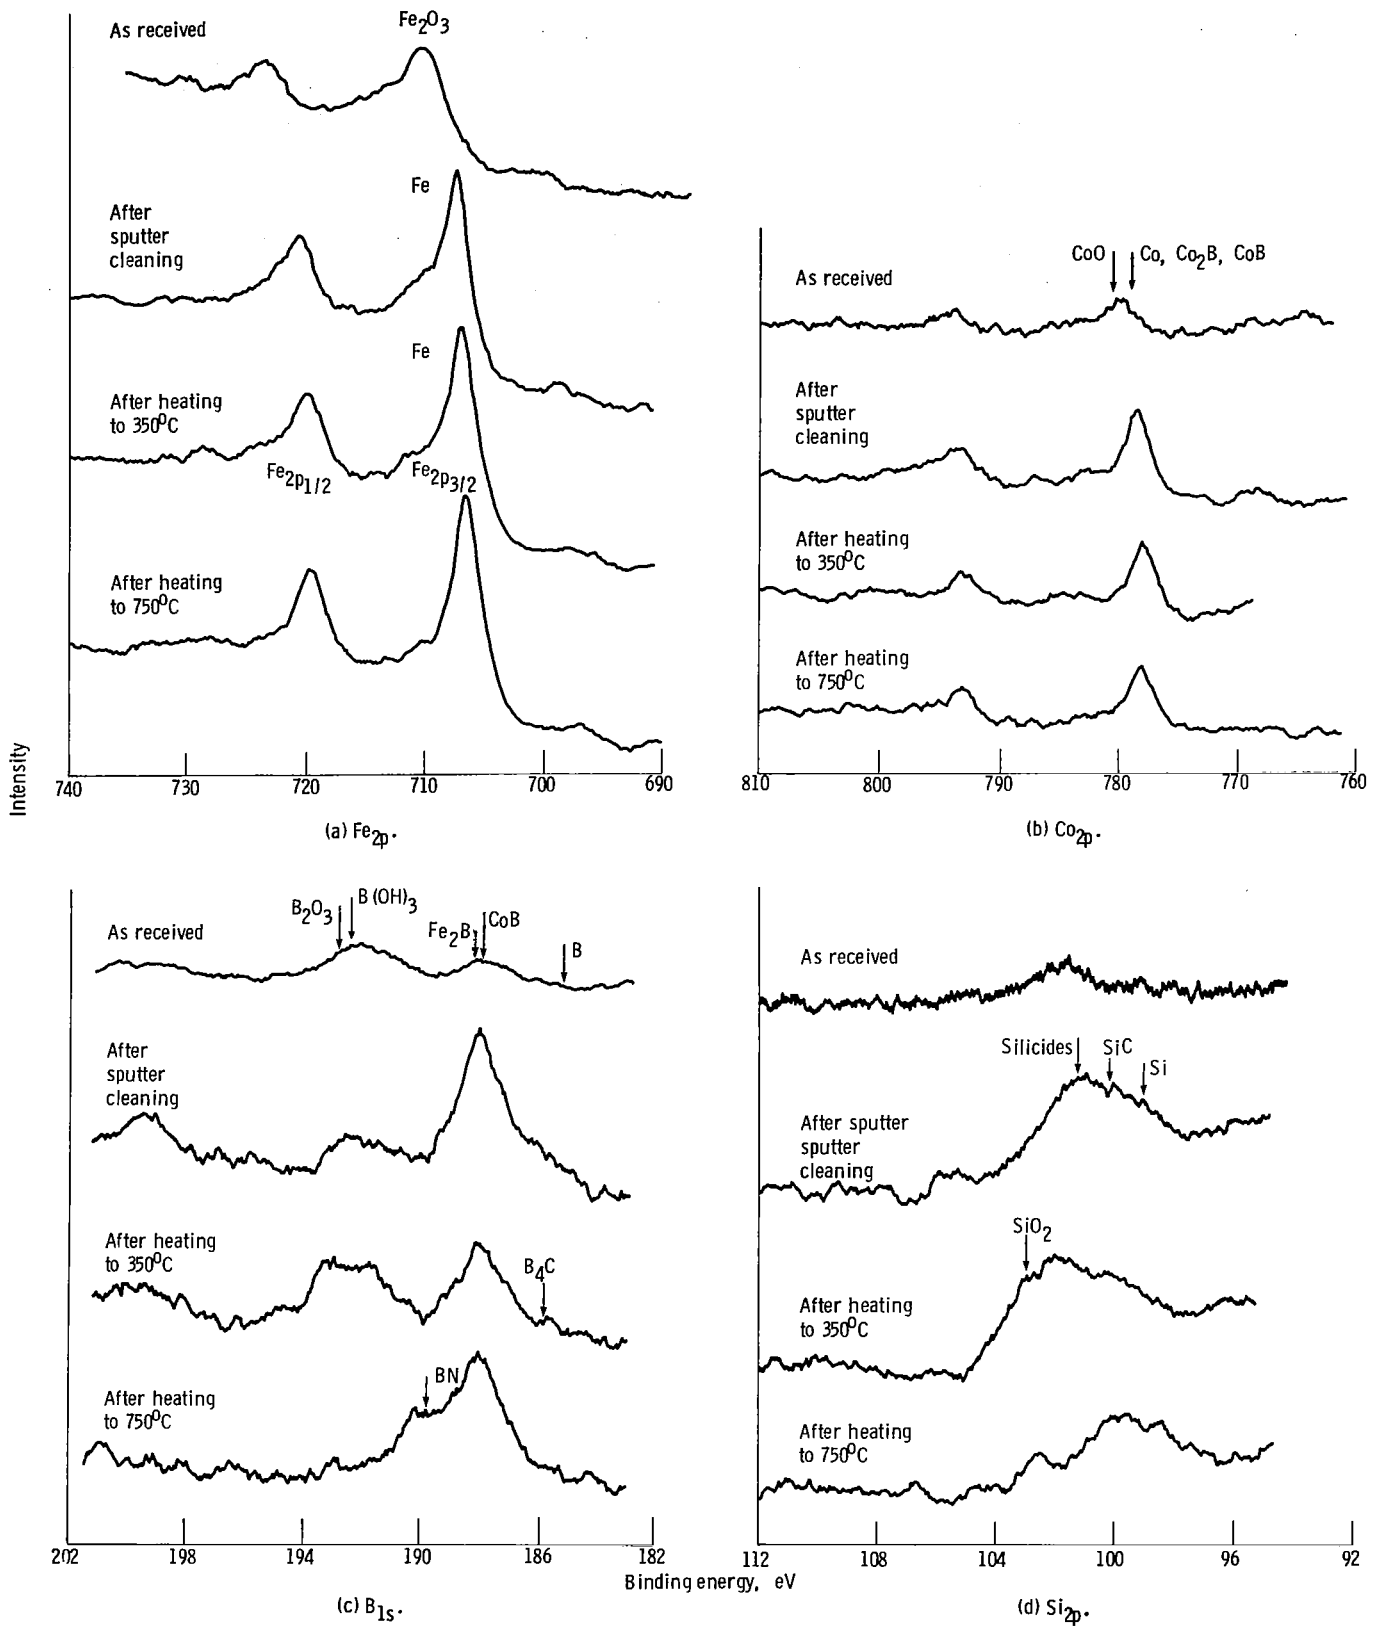 As received
Fe2O3
After
sputter
cleaning
Fe
After heating
to 350°C
Fe
Fe2p1/2
Fe2p3/2
After heating
to 750°C
740 730 720 710 700 690
(a) Fe2p.
As received
CoO
Co, Co2B, CoB
After
sputter
cleaning
After heating
to 350°C
After heating
to 750°C
810 800 790 780 770 760
(b) Co2p.
Intensity
As received
B2O3
B(OH)3
Fe2B
CoB
B
After
sputter
cleaning
After heating
to 350°C
B4C
After heating
to 750°C
BN
202 198 194 190 186 182
(c) B1s.
As received
Silicides
SiC
Si
After sputter
sputter
cleaning
SiO2
After heating
to 350°C
After heating
to 750°C
112 108 104 100 96 92
(d) Si2p.
Binding energy, eV